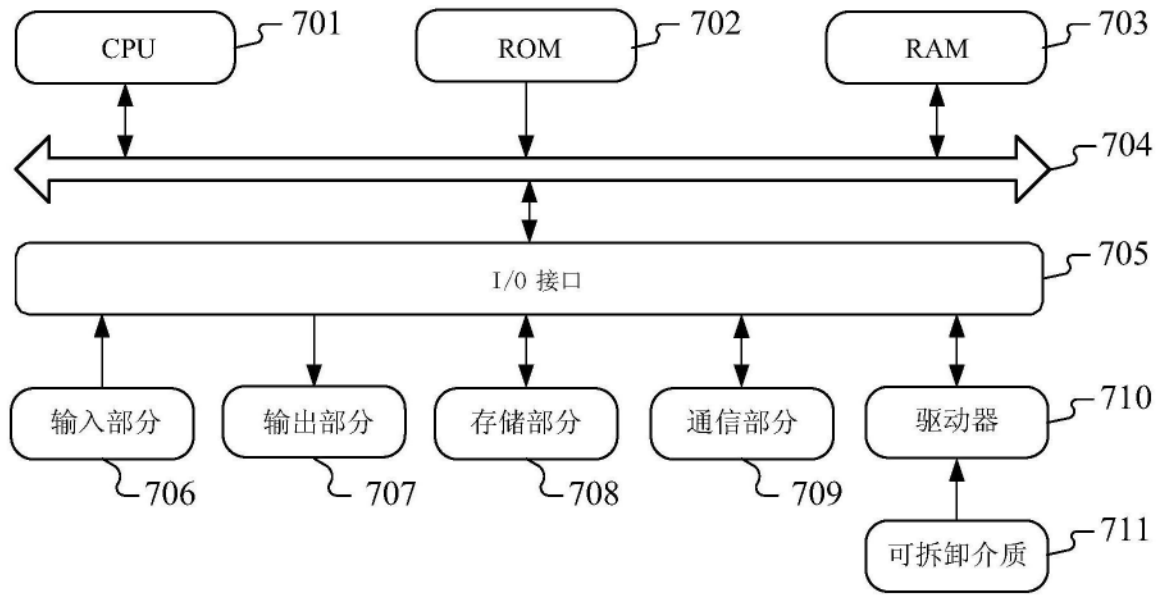 CPU 701
ROM 702
RAM 703
704
I/O 接口 705
输入部分 706
输出部分 707
存储部分 708
通信部分 709
驱动器 710
可拆卸介质 711